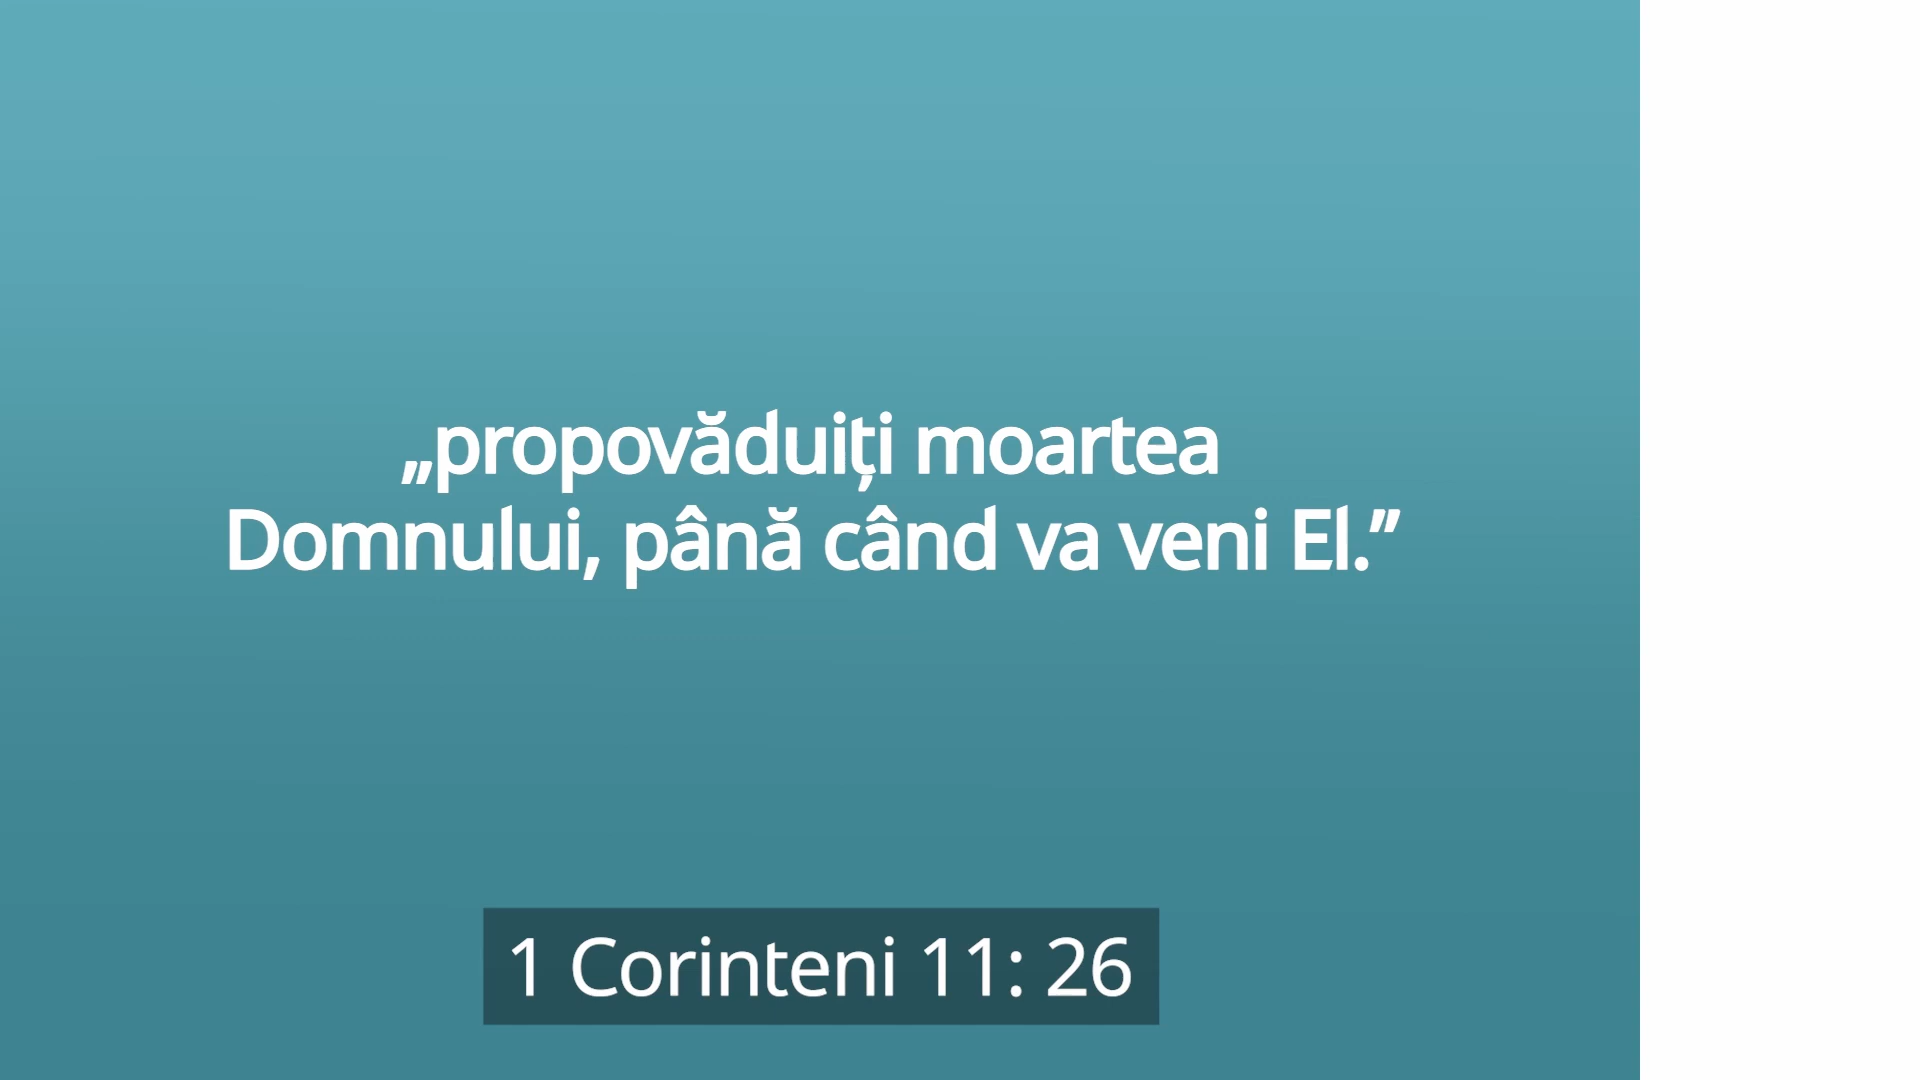 „propovăduiți moartea
Domnului, până când va veni El.”
1 Corinteni 11: 26